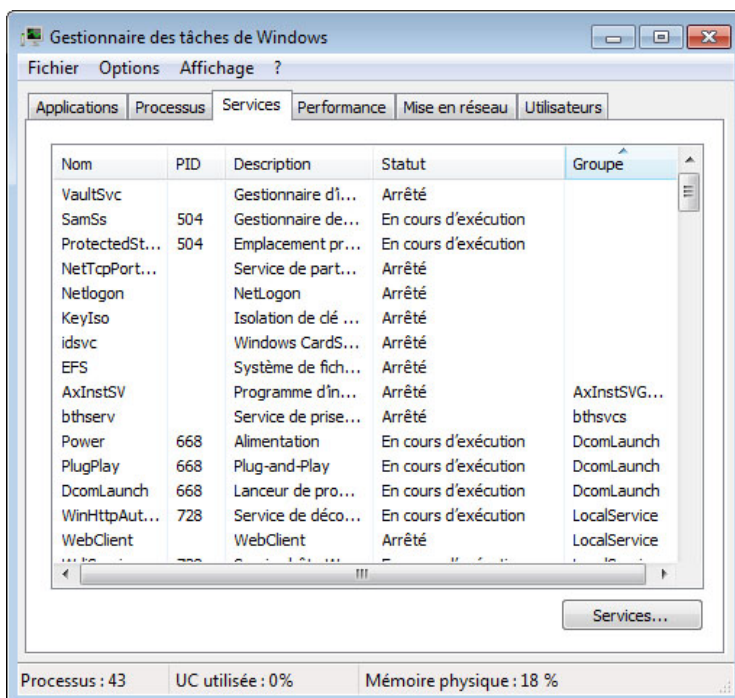 Gestionnaire des tâches de Windows
Fichier Options Affichage ?
Applications Processus Services Performance Mise en réseau Utilisateurs
Nom PID Description Statut Groupe
VaultSvc Gestionnaire d'i... Arrêté
SamSs 504 Gestionnaire de... En cours d'exécution
ProtectedSt... 504 Emplacement pr... En cours d'exécution
NetTcpPort... Service de part... Arrêté
Netlogon NetLogon Arrêté
KeyIso Isolation de clé ... Arrêté
idsvc Windows CardS... Arrêté
EFS Système de fich... Arrêté
AxInstSV Programme d'in... Arrêté AxInstSVG...
bthserv Service de prise... Arrêté bthsvcs
Power 668 Alimentation En cours d'exécution DcomLaunch
PlugPlay 668 Plug-and-Play En cours d'exécution DcomLaunch
DcomLaunch 668 Lanceur de pro... En cours d'exécution DcomLaunch
WinHttpAut... 728 Service de déco... En cours d'exécution LocalService
WebClient WebClient Arrêté LocalService
Services...
Processus : 43 UC utilisée : 0% Mémoire physique : 18 %